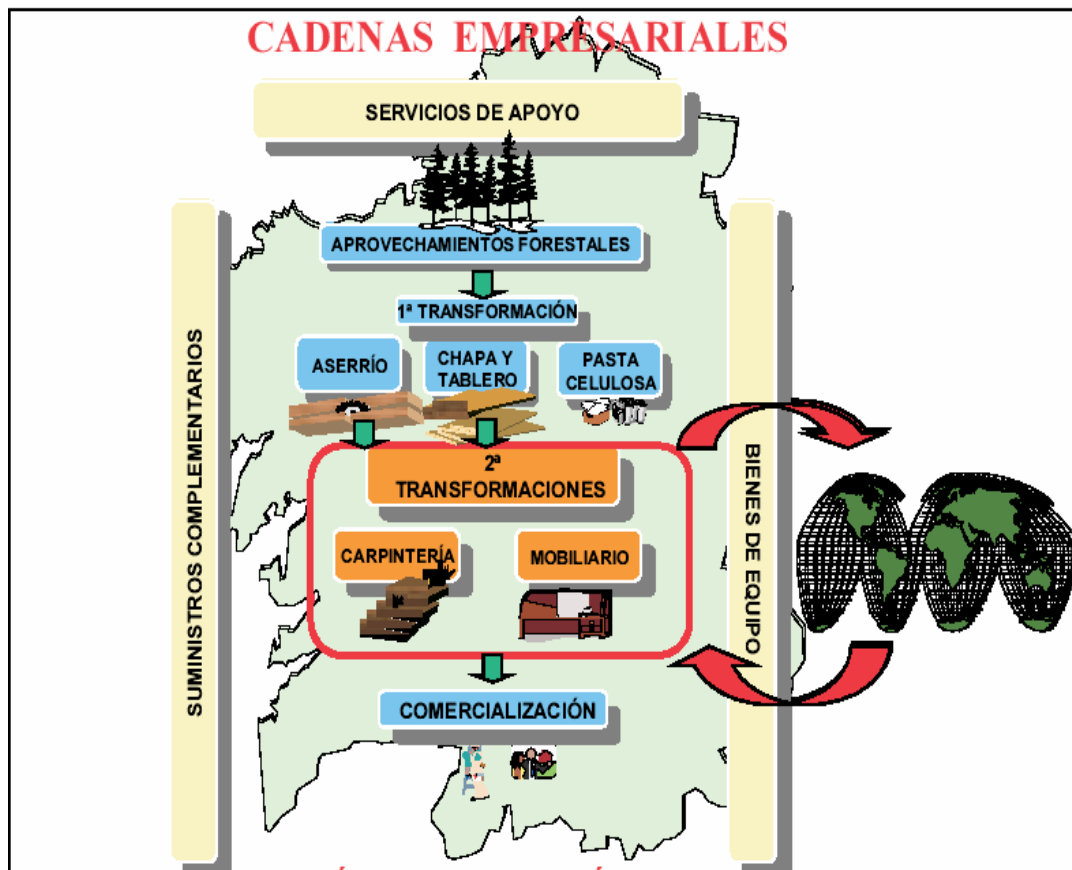 CADENAS EMPRESARIALES
SERVICIOS DE APOYO
APROVECHAMIENTOS FORESTALES
1ª TRANSFORMACIÓN
ASERRÍO
CHAPA Y
TABLERO
PASTA
CELULOSA
2ª
TRANSFORMACIONES
CARPINTERÍA
MOBILIARIO
COMERCIALIZACIÓN
SUMINISTROS COMPLEMENTARIOS
BIENES DE EQUIPO